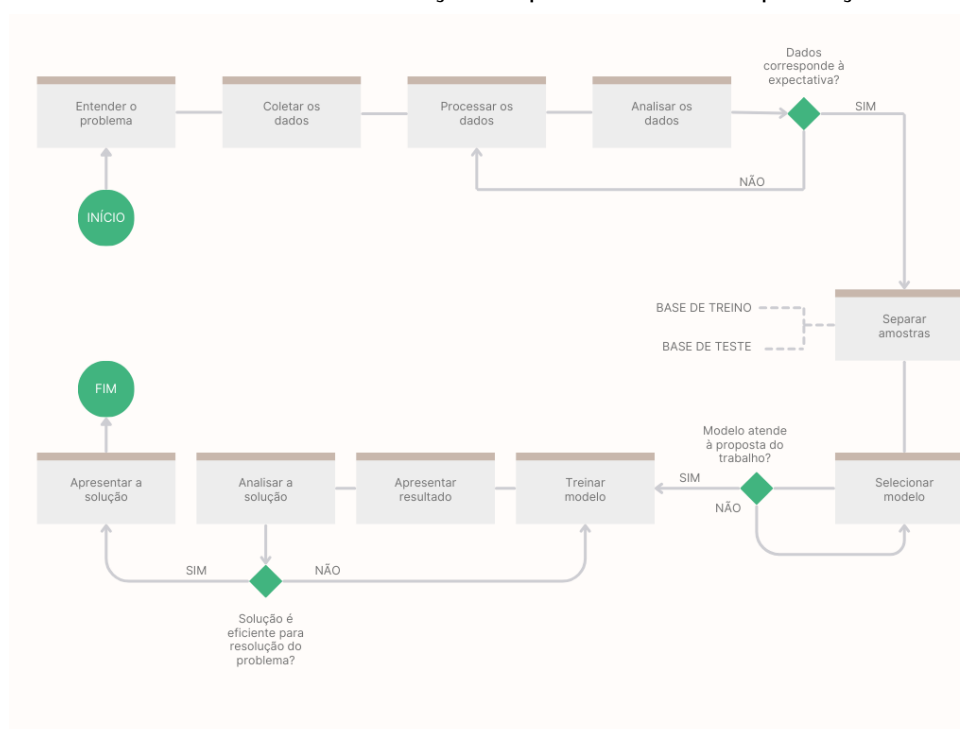 Dados
corresponde à
expectativa?
Entender o
problema
Coletar os
dados
Processar os
dados
Analisar os
dados
SIM
NÃO
INÍCIO
BASE DE TREINO
BASE DE TESTE
Separar
amostras
FIM
Modelo atende
à proposta do
trabalho?
Apresentar a
solução
Analisar a
solução
Apresentar
resultado
Treinar
modelo
SIM
NÃO
Selecionar
modelo
SIM
NÃO
Solução é
eficiente para
resolução do
problema?